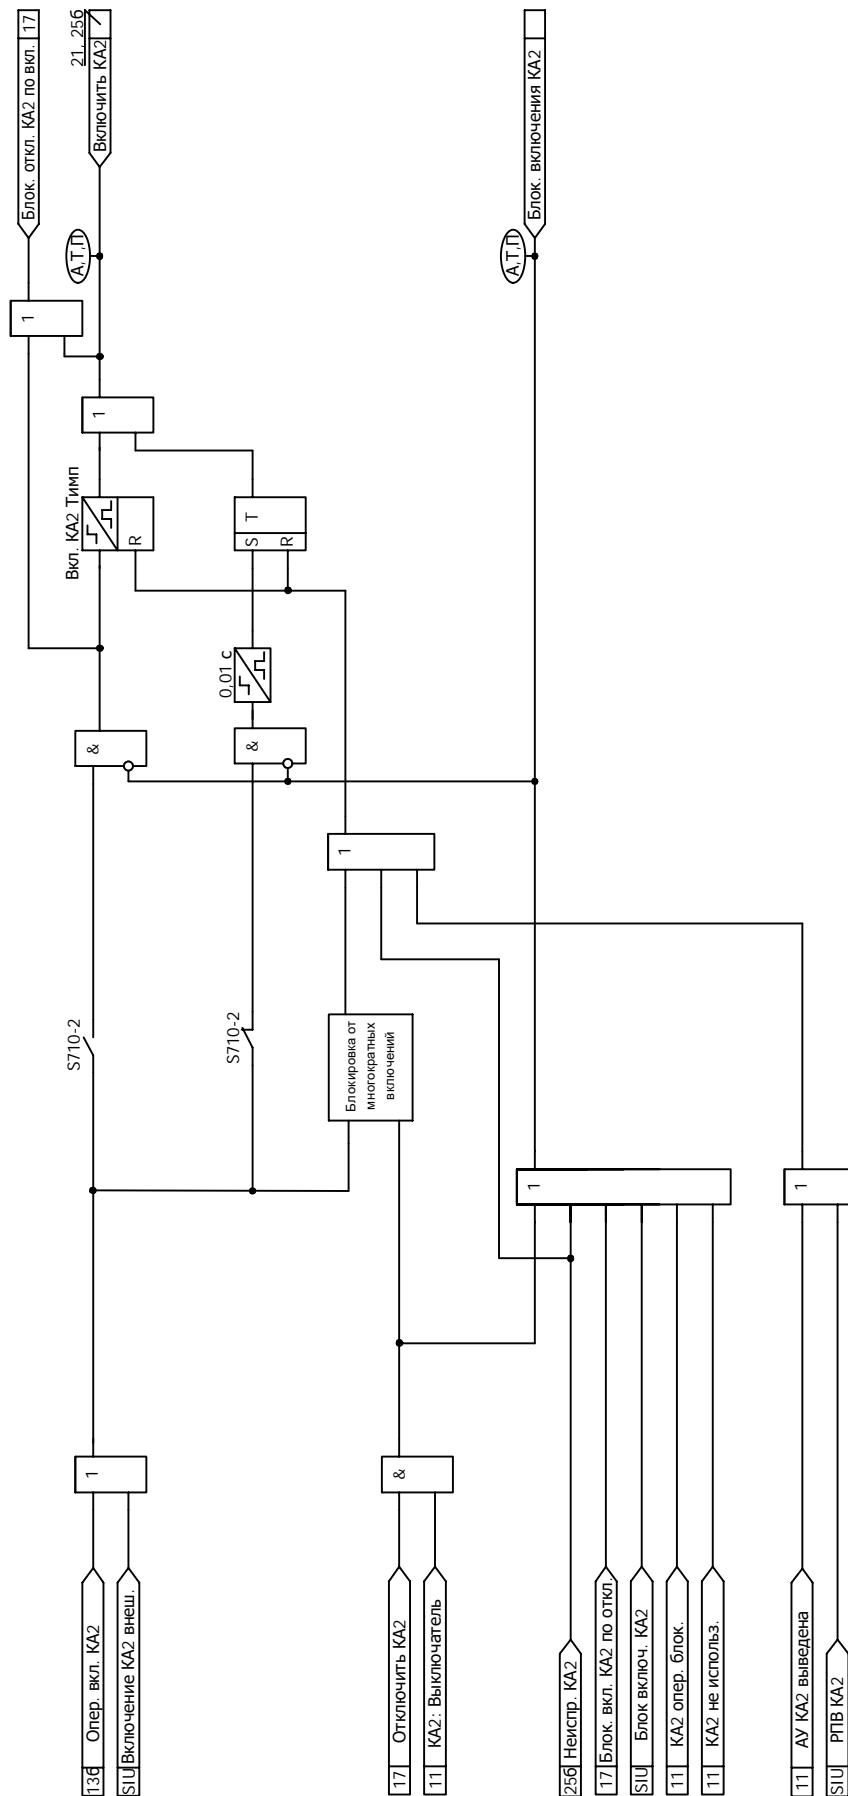 Блок. откл. КА2 по вкл. 17
21, 25б
Включить КА2
Блок. включения КА2
А,Т,П
А,Т,П
1
1
Вкл. КА2 Тимп
R
T
S
R
0,01 с
&
&
1
S710-2
S710-2
Блокировка от
многократных
включений
1
1
1
&
13б Опер. вкл. КА2
SIU Включение КА2 внеш.
17 Отключить КА2
11 КА2: Выключатель
25б Неиспр. КА2
17 Блок. вкл. КА2 по откл.
SIU Блок включ. КА2
11 КА2 опер. блок.
11 КА2 не использ.
11 АУ КА2 выведена
SIU РПВ КА2